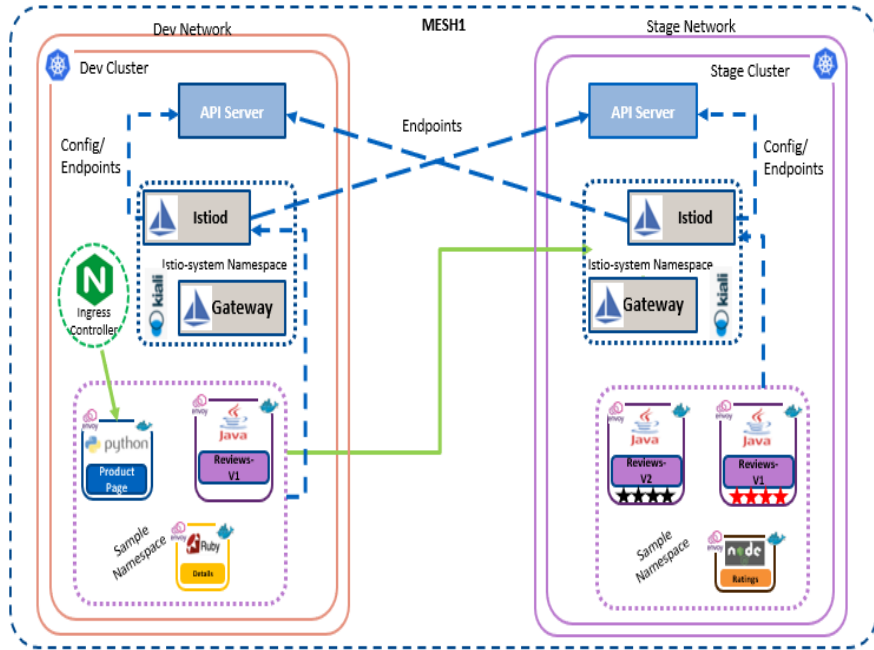 MESH1
Dev Network
Dev Cluster
API Server
Config/
Endpoints
Endpoints
Istiod
Istio-system Namespace
kiali
Gateway
N
Ingress
Controller
envoy
python
Product
Page
envoy
Java
Reviews-
V1
Sample
Namespace
envoy
Ruby
Details
Stage Network
Stage Cluster
API Server
Config/
Endpoints
Istiod
Istio-system Namespace
Gateway
kiali
envoy
Java
Reviews-
V2
envoy
Java
Reviews-
V1
Sample
Namespace
envoy
node
Ratings